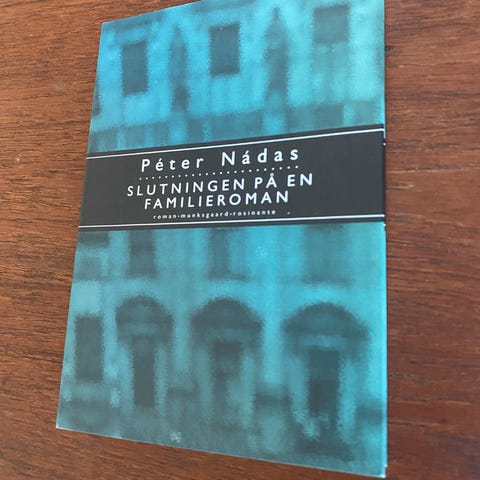 Péter Nádas
SLUTNINGEN PÅ EN
FAMILIEROMAN
roman•munksgaard•rosinante